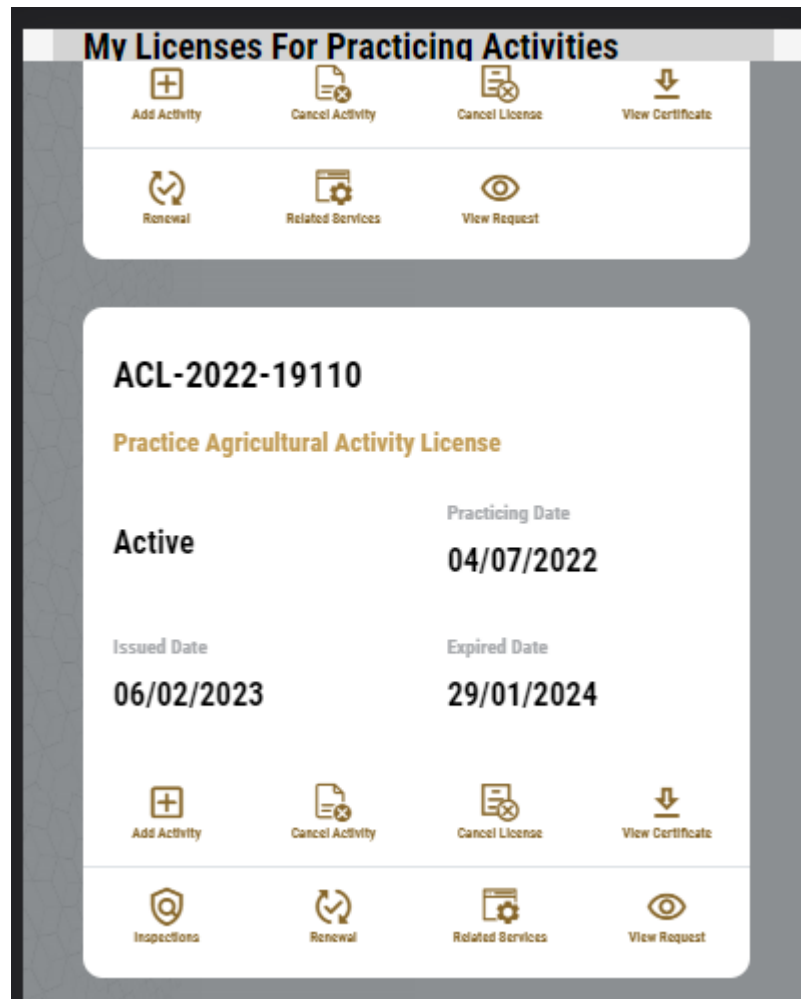 My Licenses For Practicing Activities
Add Activity Cancel Activity Cancel License View Certificate
Renewal Related Services View Request
ACL-2022-19110
Practice Agricultural Activity License
Practicing Date
Active
04/07/2022
Issued Date Expired Date
06/02/2023 29/01/2024
Add Activity Cancel Activity Cancel License View Certificate
Inspections Renewal Related Services View Request